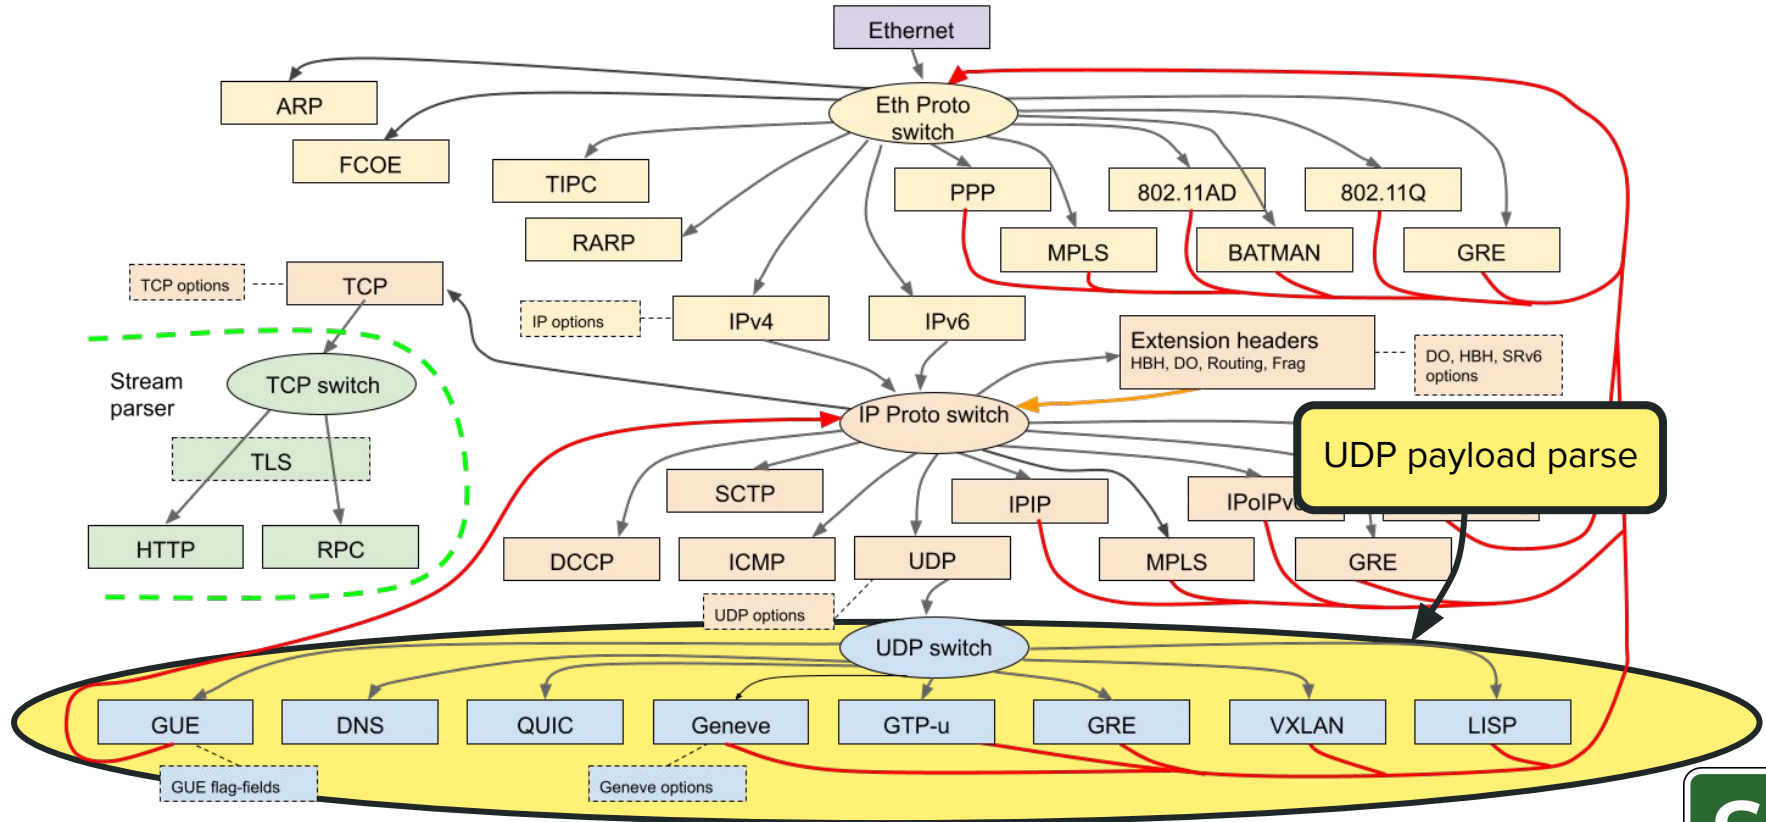 Ethernet
Eth Proto
switch
ARP
FCOE
TIPC
RARP
PPP
802.11AD
802.11Q
MPLS
BATMAN
GRE
TCP options
TCP
IP options
IPv4
IPv6
Extension headers
HBH, DO, Routing, Frag
DO, HBH, SRv6
options
Stream
parser
TCP switch
IP Proto switch
UDP payload parse
TLS
SCTP
IPIP
HTTP
RPC
DCCP
ICMP
UDP
MPLS
GRE
UDP options
UDP switch
GUE
DNS
QUIC
Geneve
GTP-u
GRE
VXLAN
LISP
GUE flag-fields
Geneve options